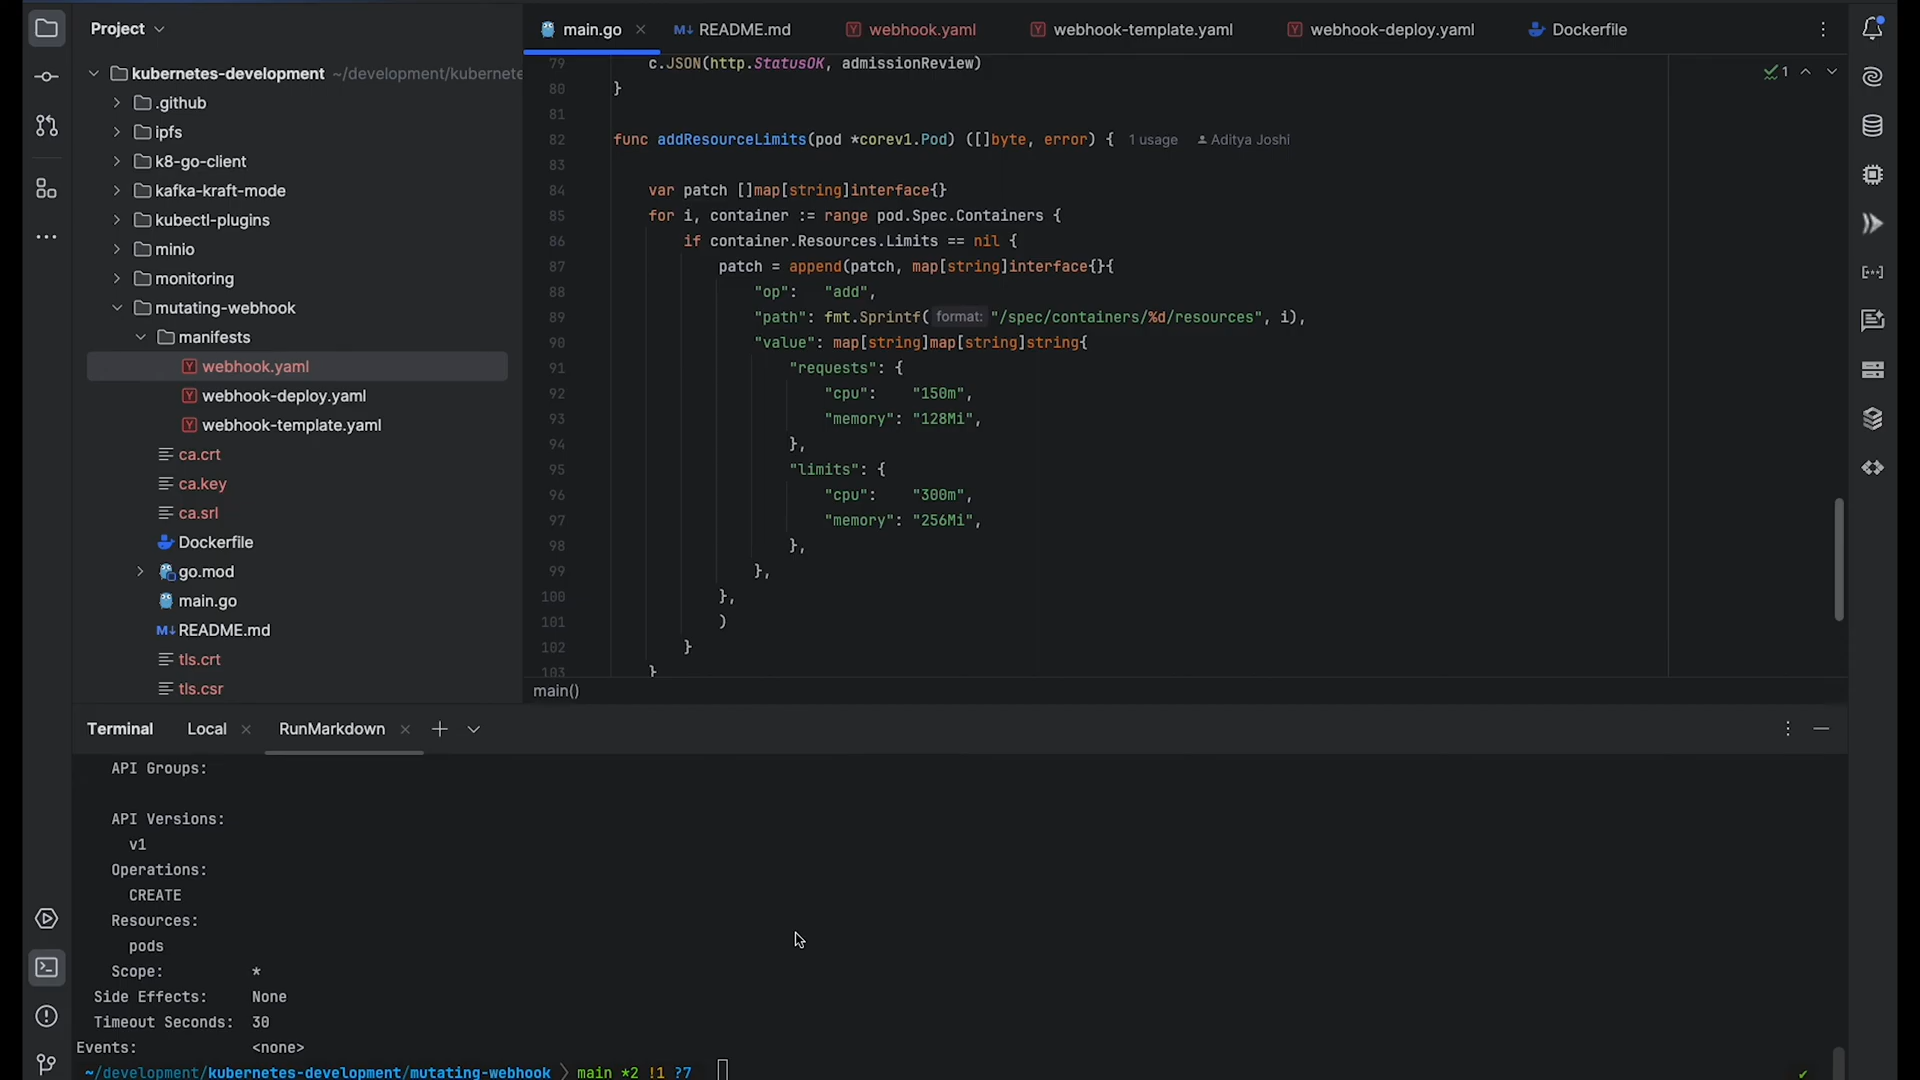 Project
main.go
README.md
webhook.yaml
webhook-template.yaml
webhook-deploy.yaml
Dockerfile
kubernetes-development ~/development/kubernete
.github
ipfs
k8-go-client
kafka-kraft-mode
kubectl-plugins
minio
monitoring
mutating-webhook
manifests
webhook.yaml
webhook-deploy.yaml
webhook-template.yaml
ca.crt
ca.key
ca.srl
Dockerfile
go.mod
main.go
README.md
tls.crt
tls.csr
1
79 c.JSON(http.StatusOK, admissionReview)
80 }
81
82 func addResourceLimits(pod *corev1.Pod) ([]byte, error) { 1 usage Aditya Joshi
83
84 var patch []map[string]interface{}
85 for i, container := range pod.Spec.Containers {
86 if container.Resources.Limits == nil {
87 patch = append(patch, map[string]interface{}{
88 "op": "add",
89 "path": fmt.Sprintf( format: "/spec/containers/%d/resources", i),
90 "value": map[string]map[string]string{
91 "requests": {
92 "cpu": "150m",
93 "memory": "128Mi",
94 },
95 "limits": {
96 "cpu": "300m",
97 "memory": "256Mi",
98 },
99 },
100 },
101 )
102 }
103 }
main()
Terminal Local RunMarkdown
API Groups:
API Versions:
v1
Operations:
CREATE
Resources:
pods
Scope: *
Side Effects: None
Timeout Seconds: 30
Events: <none>
~/development/kubernetes-development/mutating-webhook main *2 !1 ?7